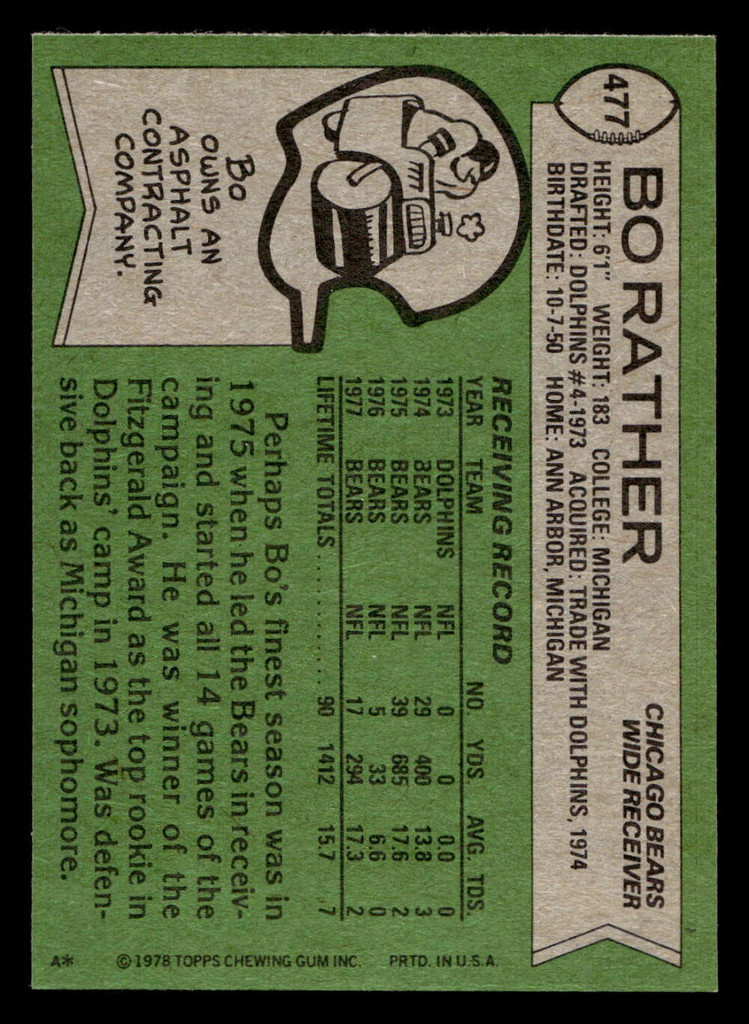 477
BO RATHER
CHICAGO BEARS
WIDE RECEIVER
HEIGHT: 6'1" WEIGHT: 183 COLLEGE: MICHIGAN
DRAFTED: DOLPHINS #4-1973 ACQUIRED: TRADE WITH DOLPHINS, 1974
BIRTHDATE: 10-7-50 HOME: ANN ARBOR, MICHIGAN
777
BO
OWNS AN
ASPHALT
CONTRACTING
COMPANY.
RECEIVING RECORD
YEAR TEAM NO. YDS. AVG. TDS.
1973 DOLPHINS NFL 0 0 0.0 0
1974 BEARS NFL 29 400 13.8 3
1975 BEARS NFL 39 685 17.6 2
1976 BEARS NFL 5 33 6.6 0
1977 BEARS NFL 17 294 17.3 2
LIFETIME TOTALS .......... 90 1412 15.7 7
Perhaps Bo's finest season was in
1975 when he led the Bears in receiv-
ing and started all 14 games of the
campaign. He was winner of the
Fitzgerald Award as the top rookie in
Dolphins' camp in 1973. Was defen-
sive back as Michigan sophomore.
A* © 1978 TOPPS CHEWING GUM INC. PRTD. IN U.S.A.